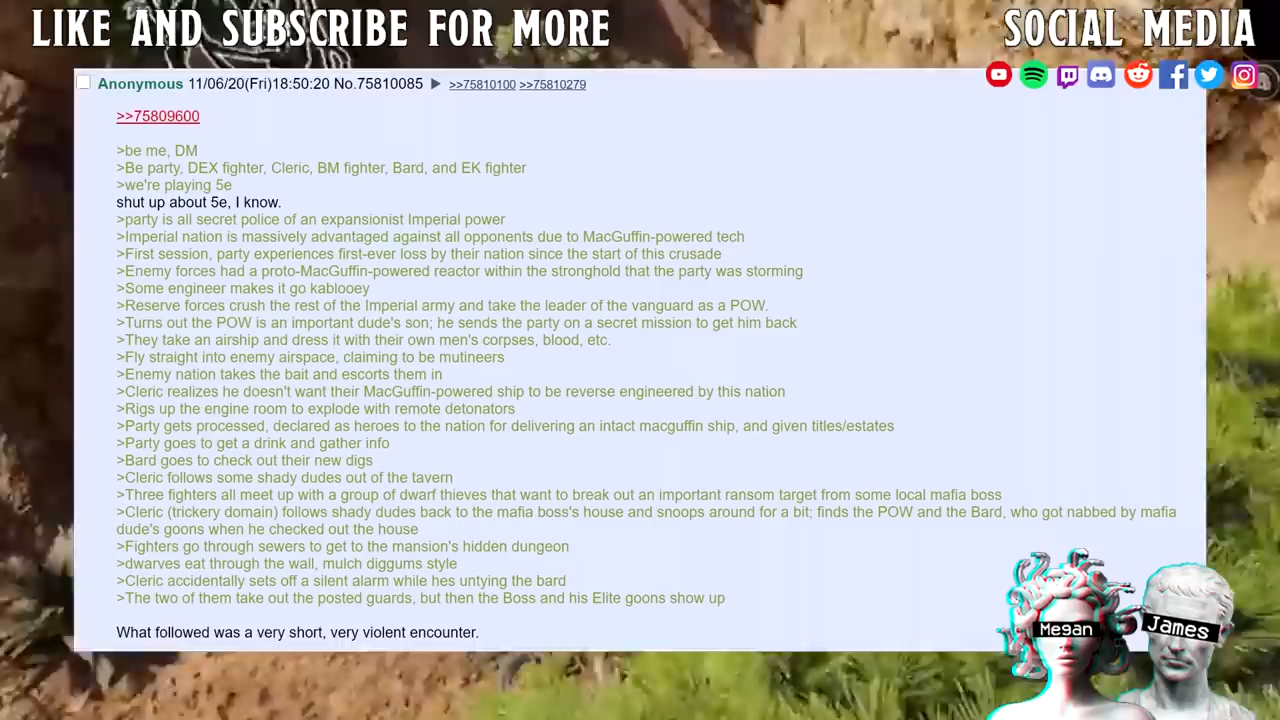 LIKE AND SUBSCRIBE FOR MORE
SOCIAL MEDIA
Anonymous 11/06/20(Fri)18:50:20 No.75810085 ▶ >>75810100 >>75810279
>>75809600
>be me, DM
>Be party, DEX fighter, Cleric, BM fighter, Bard, and EK fighter
>we're playing 5e
shut up about 5e, I know.
>party is all secret police of an expansionist Imperial power
>Imperial nation is massively advantaged against all opponents due to MacGuffin-powered tech
>First session, party experiences first-ever loss by their nation since the start of this crusade
>Enemy forces had a proto-MacGuffin-powered reactor within the stronghold that the party was storming
>Some engineer makes it go kablooey
>Reserve forces crush the rest of the Imperial army and take the leader of the vanguard as a POW.
>Turns out the POW is an important dude's son; he sends the party on a secret mission to get him back
>They take an airship and dress it with their own men's corpses, blood, etc.
>Fly straight into enemy airspace, claiming to be mutineers
>Enemy nation takes the bait and escorts them in
>Cleric realizes he doesn't want their MacGuffin-powered ship to be reverse engineered by this nation
>Rigs up the engine room to explode with remote detonators
>Party gets processed, declared as heroes to the nation for delivering an intact macguffin ship, and given titles/estates
>Party goes to get a drink and gather info
>Bard goes to check out their new digs
>Cleric follows some shady dudes out of the tavern
>Three fighters all meet up with a group of dwarf thieves that want to break out an important ransom target from some local mafia boss
>Cleric (trickery domain) follows shady dudes back to the mafia boss's house and snoops around for a bit; finds the POW and the Bard, who got nabbed by mafia
dude's goons when he checked out the house
>Fighters go through sewers to get to the mansion's hidden dungeon
>dwarves eat through the wall, mulch diggums style
>Cleric accidentally sets off a silent alarm while hes untying the bard
>The two of them take out the posted guards, but then the Boss and his Elite goons show up
What followed was a very short, very violent encounter.
Megan
James